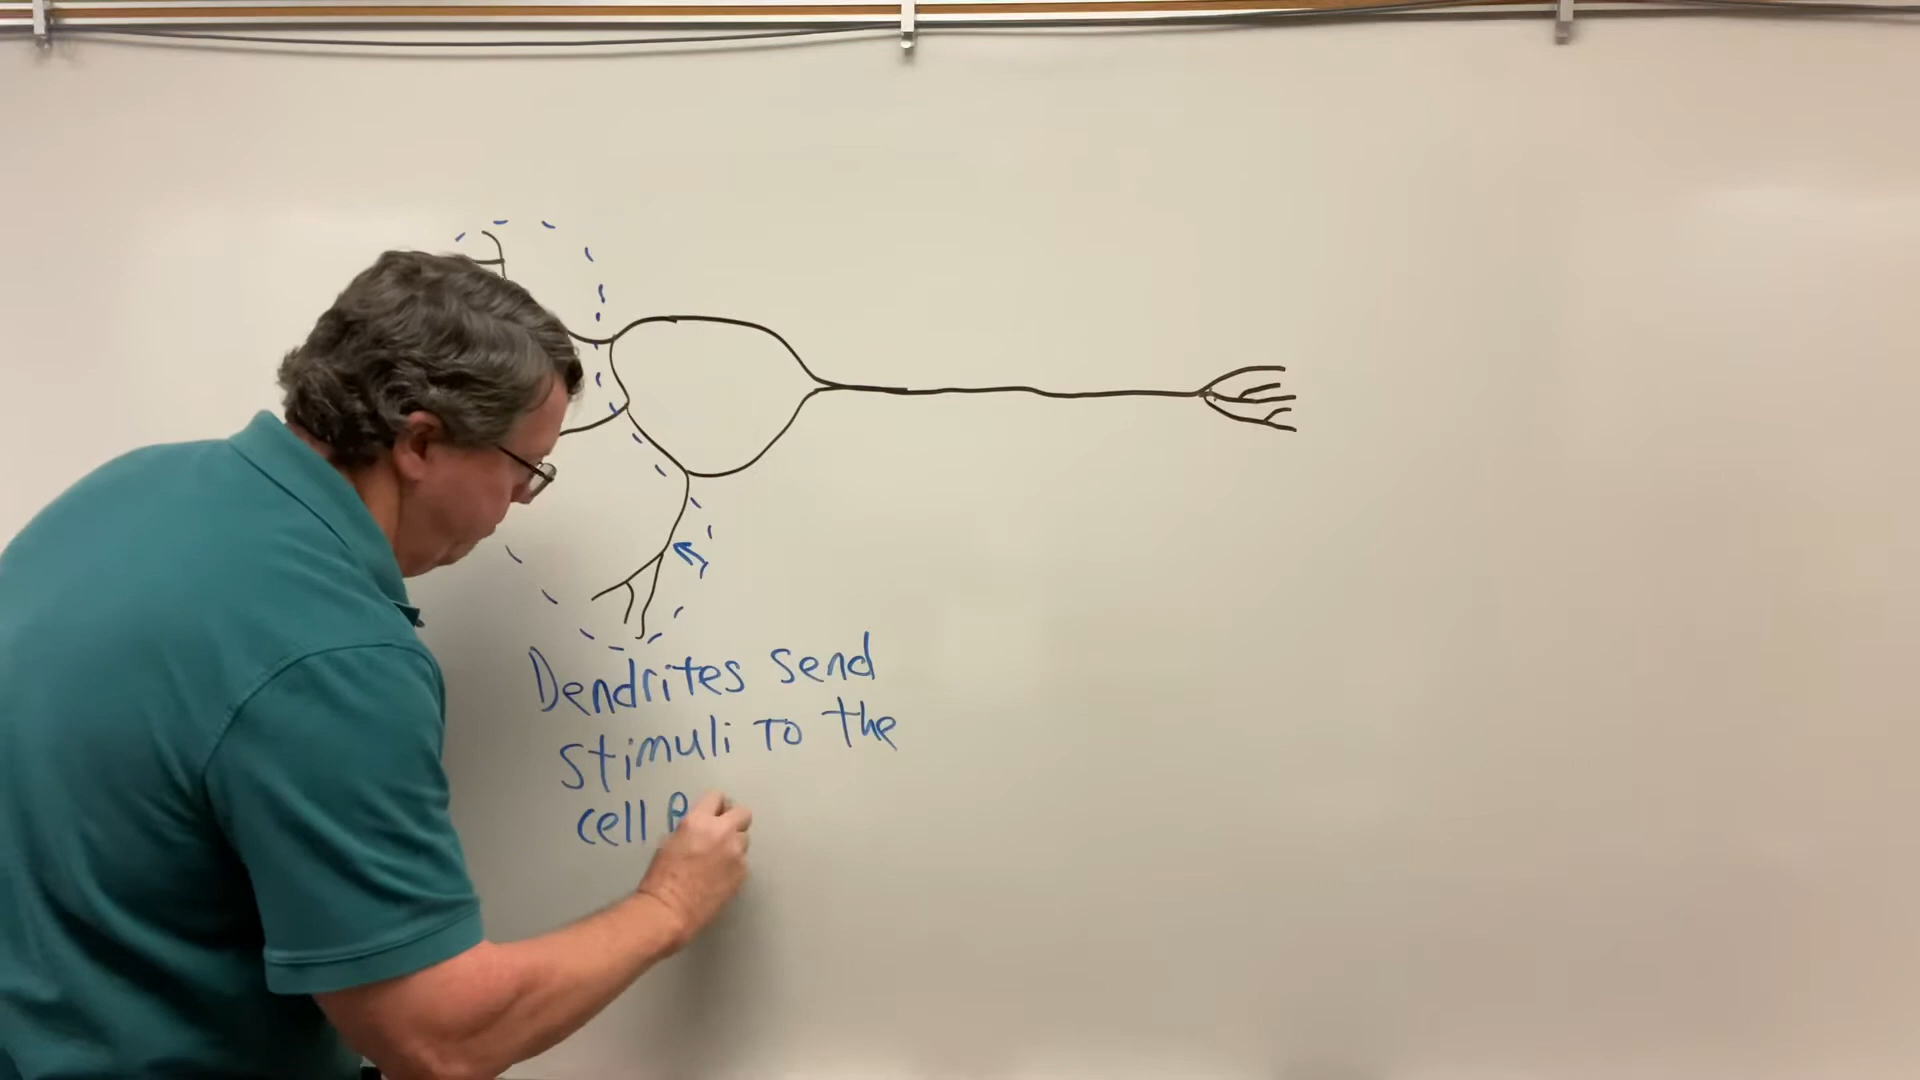 Dendrites send
stimuli to the
cell